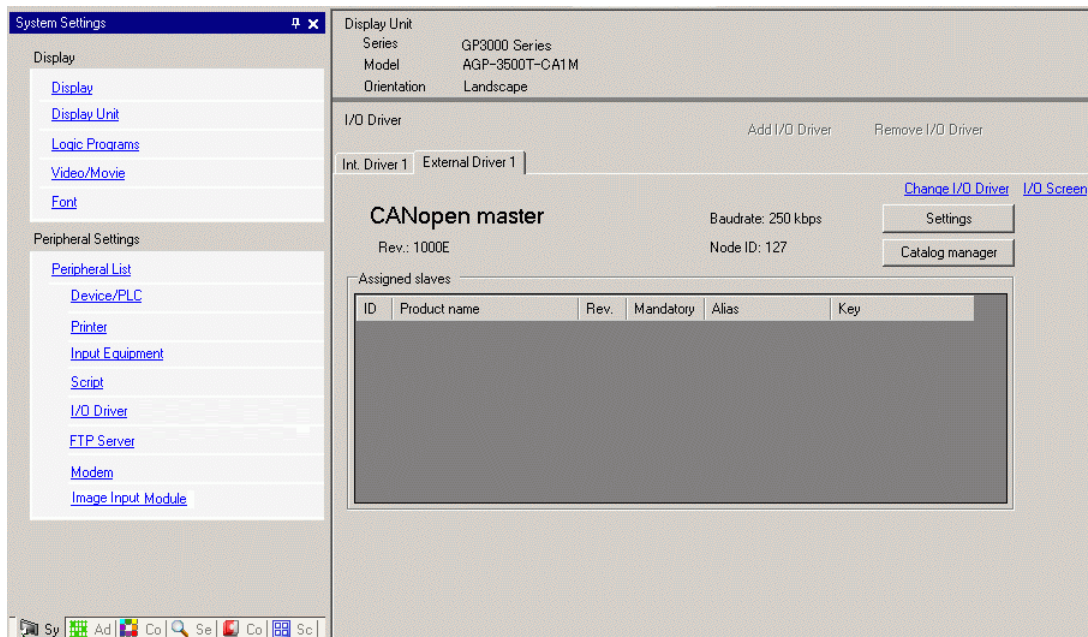 System Settings
Display
Display
Display Unit
Logic Programs
Video/Movie
Font
Peripheral Settings
Peripheral List
Device/PLC
Printer
Input Equipment
Script
I/O Driver
FTP Server
Modem
Image Input Module
Sy Ad Co Se Co Sc
Display Unit
Series GP3000 Series
Model AGP-3500T-CA1M
Orientation Landscape
I/O Driver Add I/O Driver Remove I/O Driver
Int. Driver 1 External Driver 1
Change I/O Driver I/O Screen
CANopen master Baudrate: 250 kbps Settings
Rev.: 1000E Node ID: 127 Catalog manager
Assigned slaves
ID Product name Rev. Mandatory Alias Key